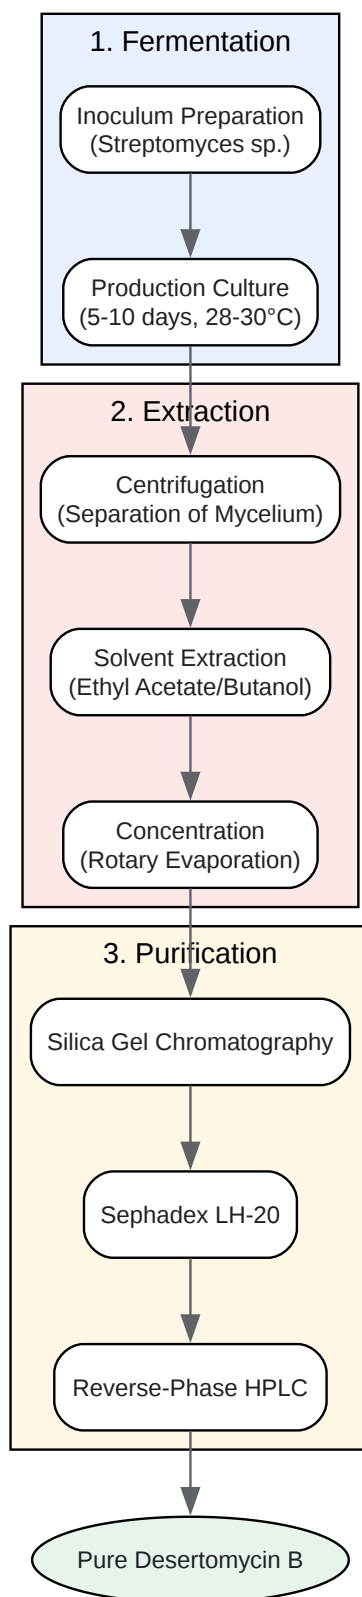 1. Fermentation
Inoculum Preparation
(Streptomyces sp.)
Production Culture
(5-10 days, 28-30°C)
2. Extraction
Centrifugation
(Separation of Mycelium)
Solvent Extraction
(Ethyl Acetate/Butanol)
Concentration
(Rotary Evaporation)
3. Purification
Silica Gel Chromatography
Sephadex LH-20
Reverse-Phase HPLC
Pure Desertomycin B